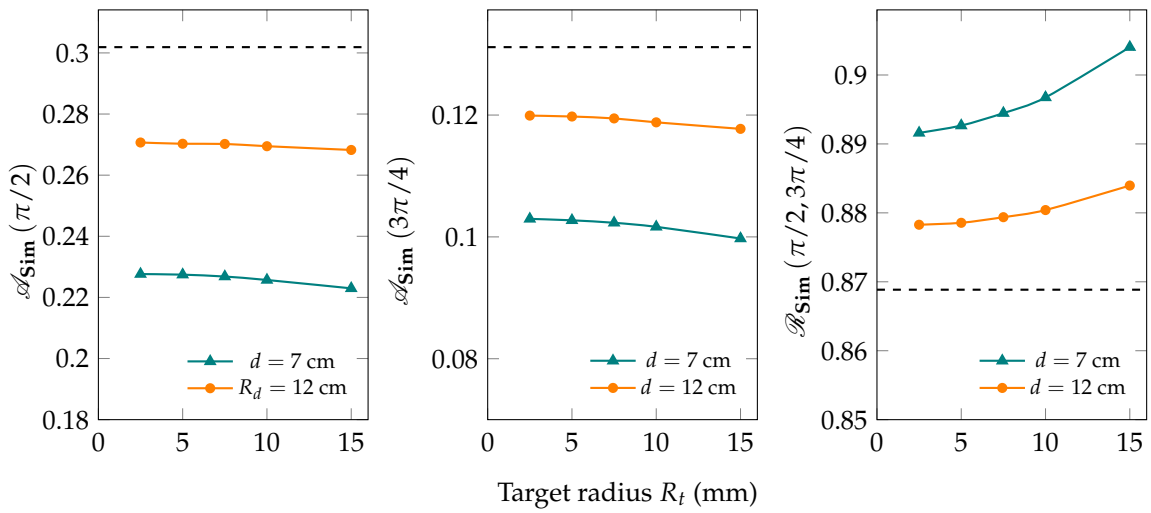 0.3
0.28
0.26
0.24
0.22
0.2
0.18
0 5 10 15
𝒜Sim (π/2)
d = 7 cm
R_d = 12 cm
0.12
0.1
0.08
0 5 10 15
𝒜Sim (3π/4)
d = 7 cm
d = 12 cm
0.9
0.89
0.88
0.87
0.86
0.85
0 5 10 15
ℛSim (π/2, 3π/4)
d = 7 cm
d = 12 cm
Target radius R_t (mm)